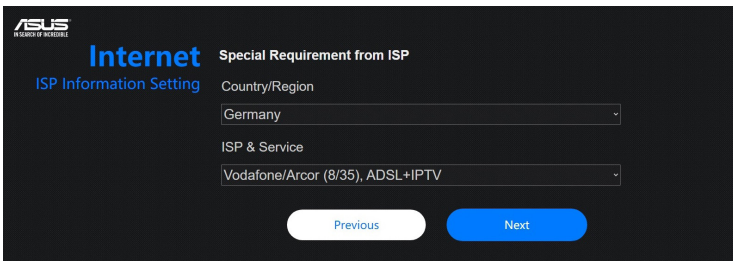 ASUS
IN SEARCH OF INCREDIBLE
Internet
ISP Information Setting
Special Requirement from ISP
Country/Region
Germany
ISP & Service
Vodafone/Arcor (8/35), ADSL+IPTV
Previous
Next